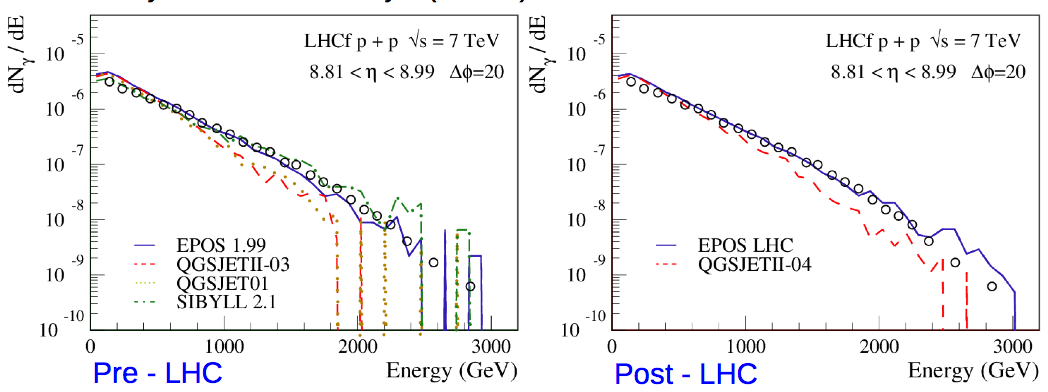 dNγ / dE
10 -5
10 -6
10 -7
10 -8
10 -9
10 -10
LHCf p + p √s = 7 TeV
8.81 < η < 8.99 Δϕ=20
EPOS 1.99
QGSJETII-03
QGSJET01
SIBYLL 2.1
0 1000 2000 3000
Energy (GeV)
Pre - LHC
dNγ / dE
10 -5
10 -6
10 -7
10 -8
10 -9
10 -10
LHCf p + p √s = 7 TeV
8.81 < η < 8.99 Δϕ=20
EPOS LHC
QGSJETII-04
0 1000 2000 3000
Energy (GeV)
Post - LHC